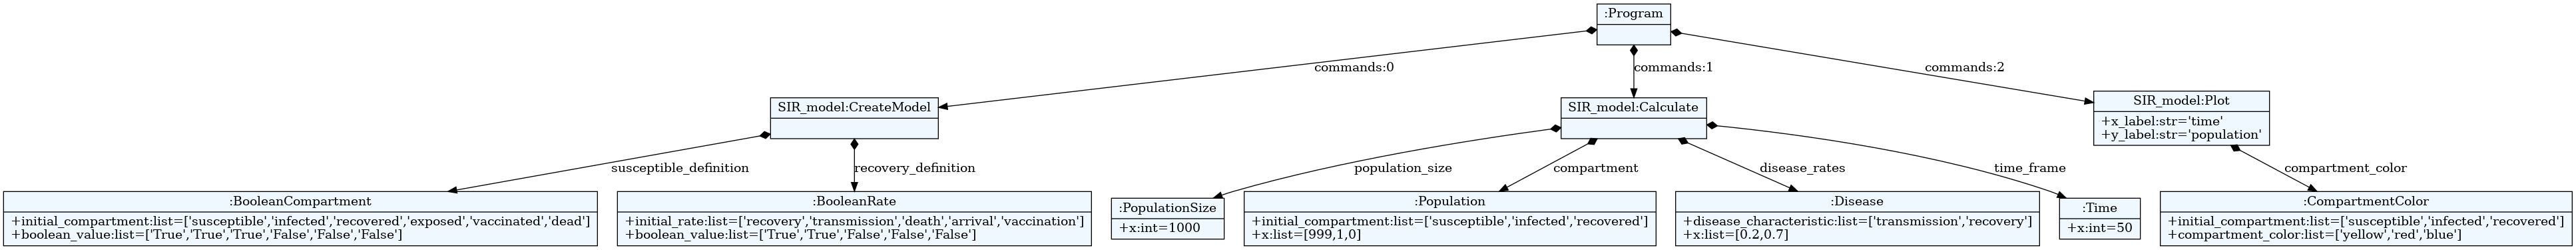 :Program
commands:0
commands:1
commands:2
SIR_model:CreateModel
SIR_model:Calculate
SIR_model:Plot
+x_label:str='time'
+y_label:str='population'
susceptible_definition
recovery_definition
population_size
compartment
disease_rates
time_frame
compartment_color
:BooleanCompartment
+initial_compartment:list=['susceptible','infected','recovered','exposed','vaccinated','dead']
+boolean_value:list=['True','True','True',False','False','False']
:BooleanRate
+initial_rate:list=['recovery','transmission','death','arrival','vaccination']
+boolean_value:list=['True','True','False','False','False']
:PopulationSize
+x:int=1000
:Population
+initial_compartment:list=['susceptible','infected','recovered']
+x:list=[999,1,0]
:Disease
+disease_characteristic:list=['transmission','recovery']
+x:list=[0.2,0.7]
:Time
+x:int=50
:CompartmentColor
+initial_compartment:list=['susceptible','infected','recovered']
+compartment_color:list=['yellow','red','blue']